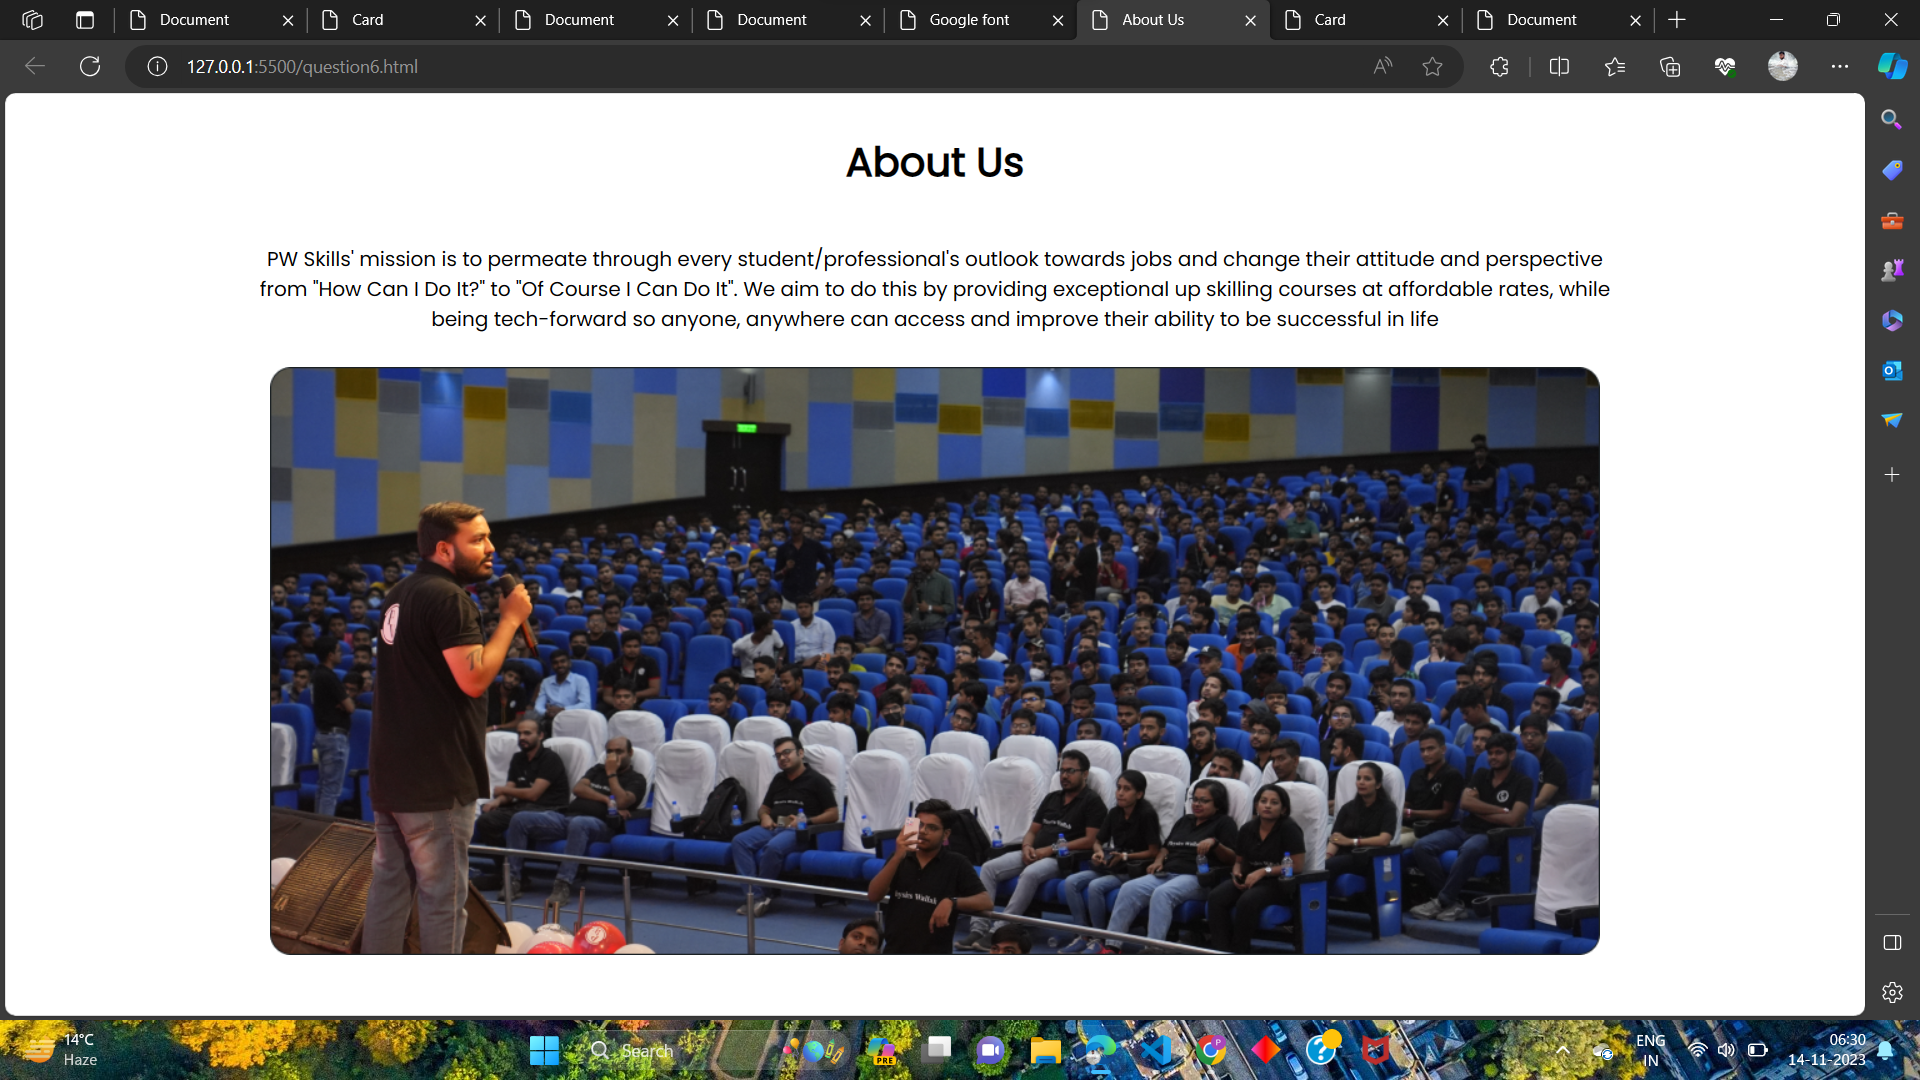 Document
Card
Document
Document
Google font
About Us
Card
Document
127.0.0.1:5500/question6.html
About Us
PW Skills' mission is to permeate through every student/professional's outlook towards jobs and change their attitude and perspective
from "How Can I Do It?" to "Of Course I Can Do It". We aim to do this by providing exceptional up skilling courses at affordable rates, while
being tech-forward so anyone, anywhere can access and improve their ability to be successful in life
14°C
Haze
Search
PRE
ENG
IN
06:30
14-11-2023